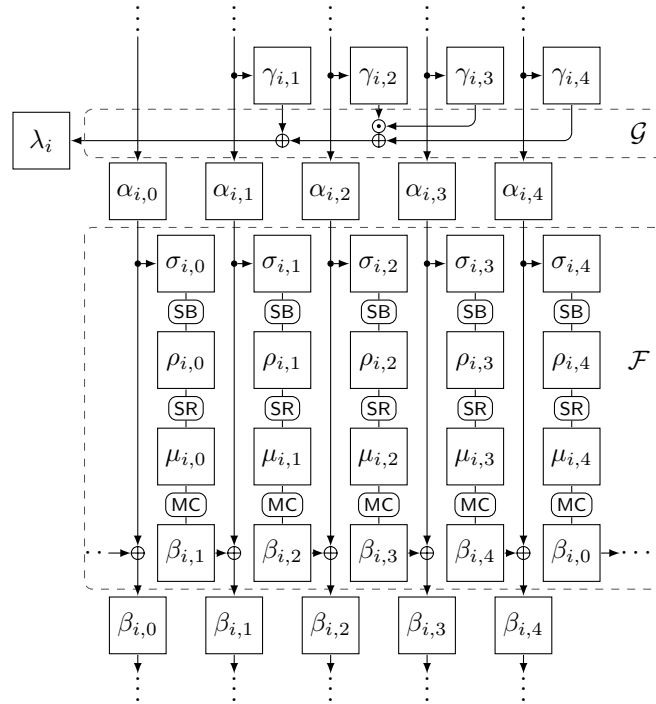 γi,1 γi,2 γi,3 γi,4
λi 𝒢
αi,0 αi,1 αi,2 αi,3 αi,4
σi,0 σi,1 σi,2 σi,3 σi,4
SB SB SB SB SB
ρi,0 ρi,1 ρi,2 ρi,3 ρi,4 ℱ
SR SR SR SR SR
μi,0 μi,1 μi,2 μi,3 μi,4
MC MC MC MC MC
βi,1 βi,2 βi,3 βi,4 βi,0
βi,0 βi,1 βi,2 βi,3 βi,4